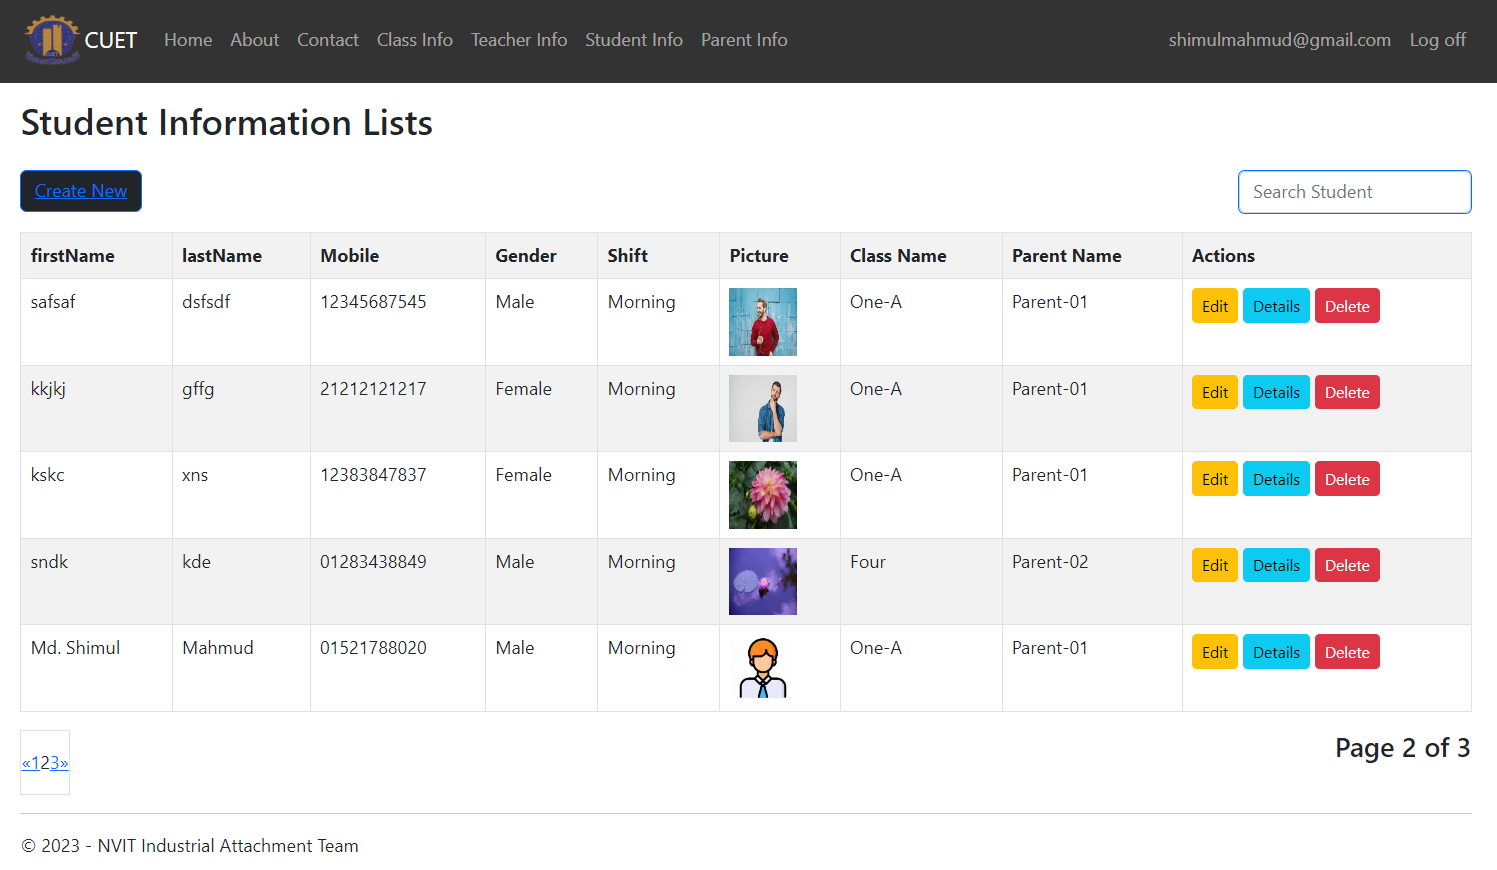 CUET Home About Contact Class Info Teacher Info Student Info Parent Info shimulmahmud@gmail.com Log off
Student Information Lists
Create New Search Student
firstName lastName Mobile Gender Shift Picture Class Name Parent Name Actions
safsaf dsfsdf 12345687545 Male Morning One-A Parent-01 Edit Details Delete
kkjkj gffg 21212121217 Female Morning One-A Parent-01 Edit Details Delete
kskc xns 12383847837 Female Morning One-A Parent-01 Edit Details Delete
sndk kde 01283438849 Male Morning Four Parent-02 Edit Details Delete
Md. Shimul Mahmud 01521788020 Male Morning One-A Parent-01 Edit Details Delete
«123» Page 2 of 3
© 2023 - NVIT Industrial Attachment Team